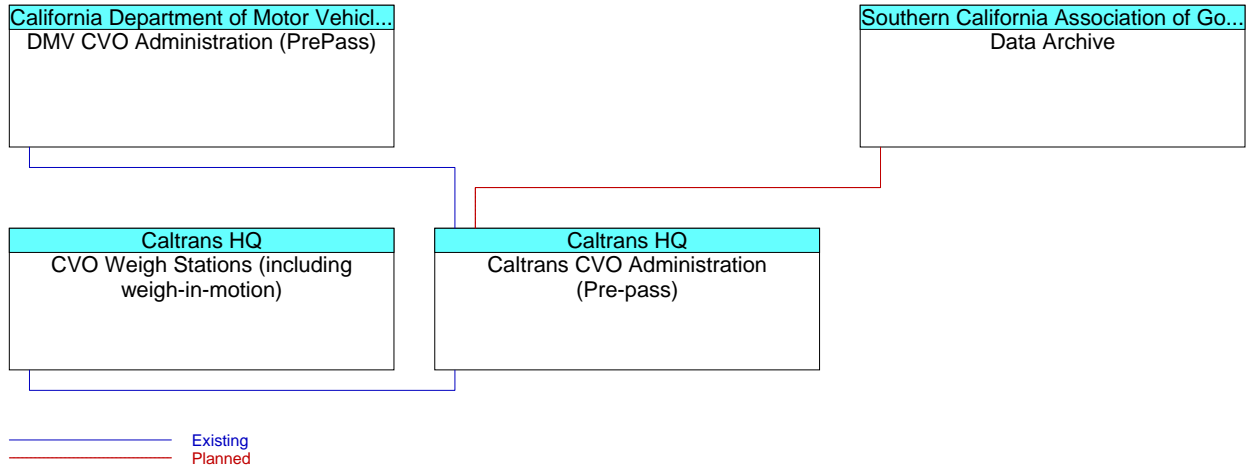 California Department of Motor Vehicl...
DMV CVO Administration (PrePass)
Southern California Association of Go...
Data Archive
Caltrans HQ
CVO Weigh Stations (including
weigh-in-motion)
Caltrans HQ
Caltrans CVO Administration
(Pre-pass)
Existing
Planned